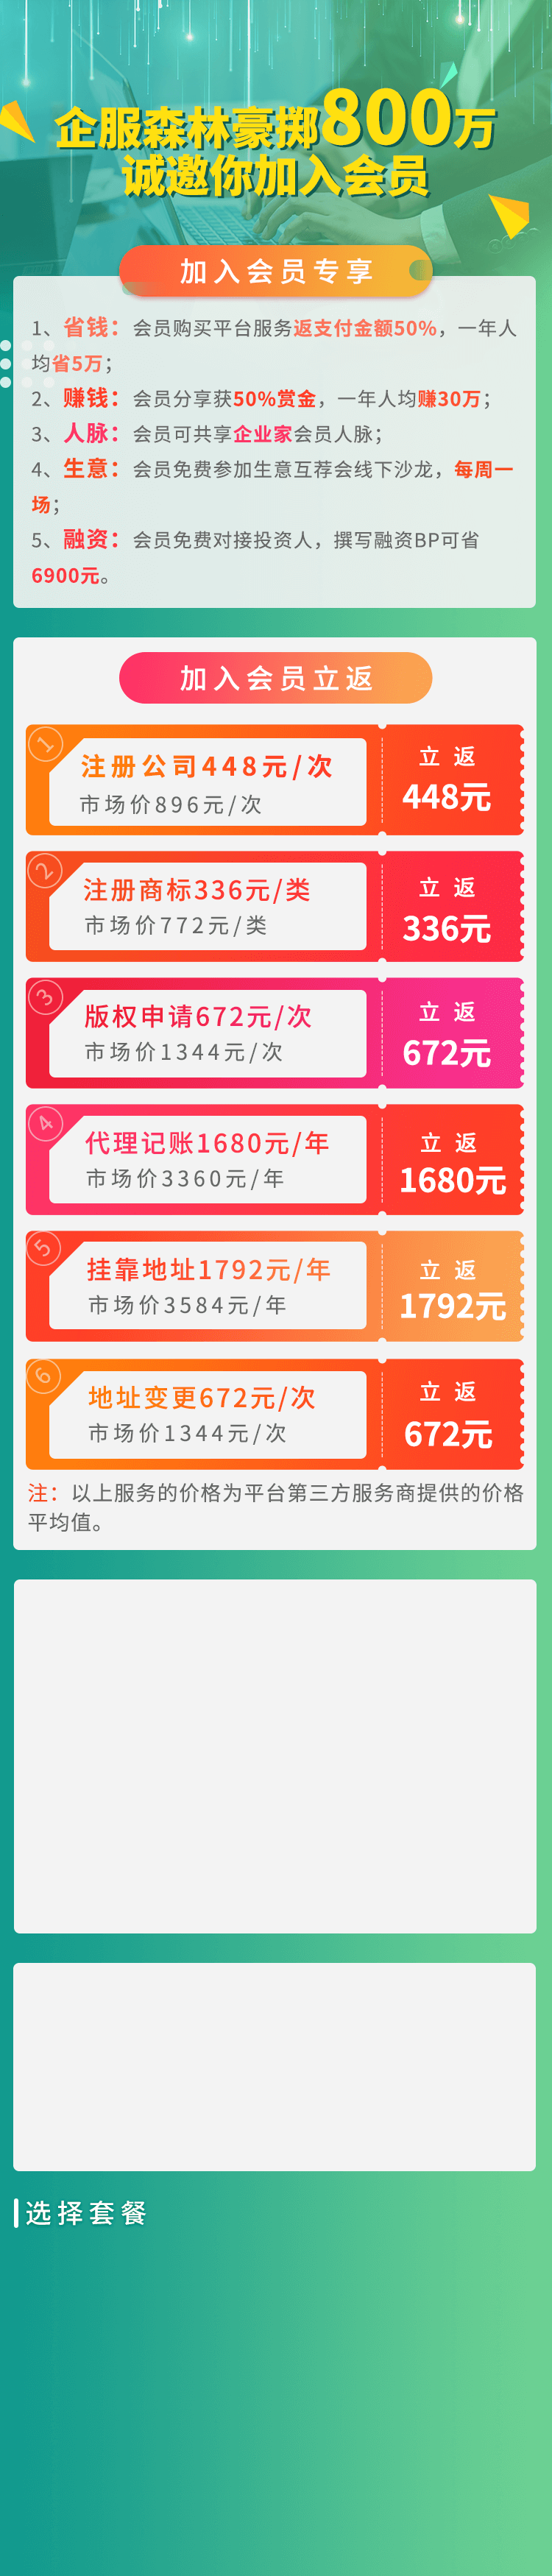 企服森林豪掷800万
诚邀你加入会员
加入会员专享
1、省钱：会员购买平台服务返支付金额50%，一年人
均省5万；
2、赚钱：会员分享获50%赏金，一年人均赚30万；
3、人脉：会员可共享企业家会员人脉；
4、生意：会员免费参加生意互荐会线下沙龙，每周一
场；
5、融资：会员免费对接投资人，撰写融资BP可省
6900元。
加入会员立返
1
注册公司448元/次
市场价896元/次
立 返
448元
2
注册商标336元/类
市场价772元/类
立 返
336元
3
版权申请672元/次
市场价1344元/次
立 返
672元
4
代理记账1680元/年
市场价3360元/年
立 返
1680元
5
挂靠地址1792元/年
市场价3584元/年
立 返
1792元
6
地址变更672元/次
市场价1344元/次
立 返
672元
注：以上服务的价格为平台第三方服务商提供的价格
平均值。
选择套餐